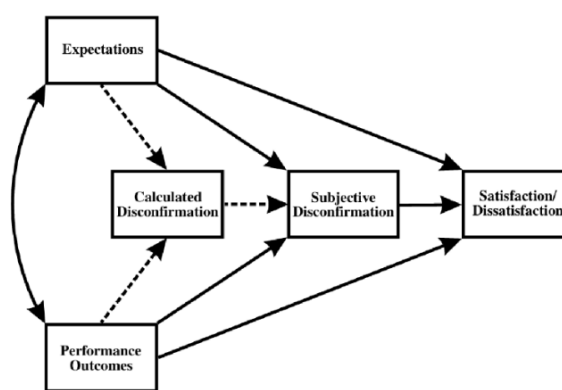 Expectations
Calculated
Disconfirmation
Subjective
Disconfirmation
Satisfaction/
Dissatisfaction
Performance
Outcomes